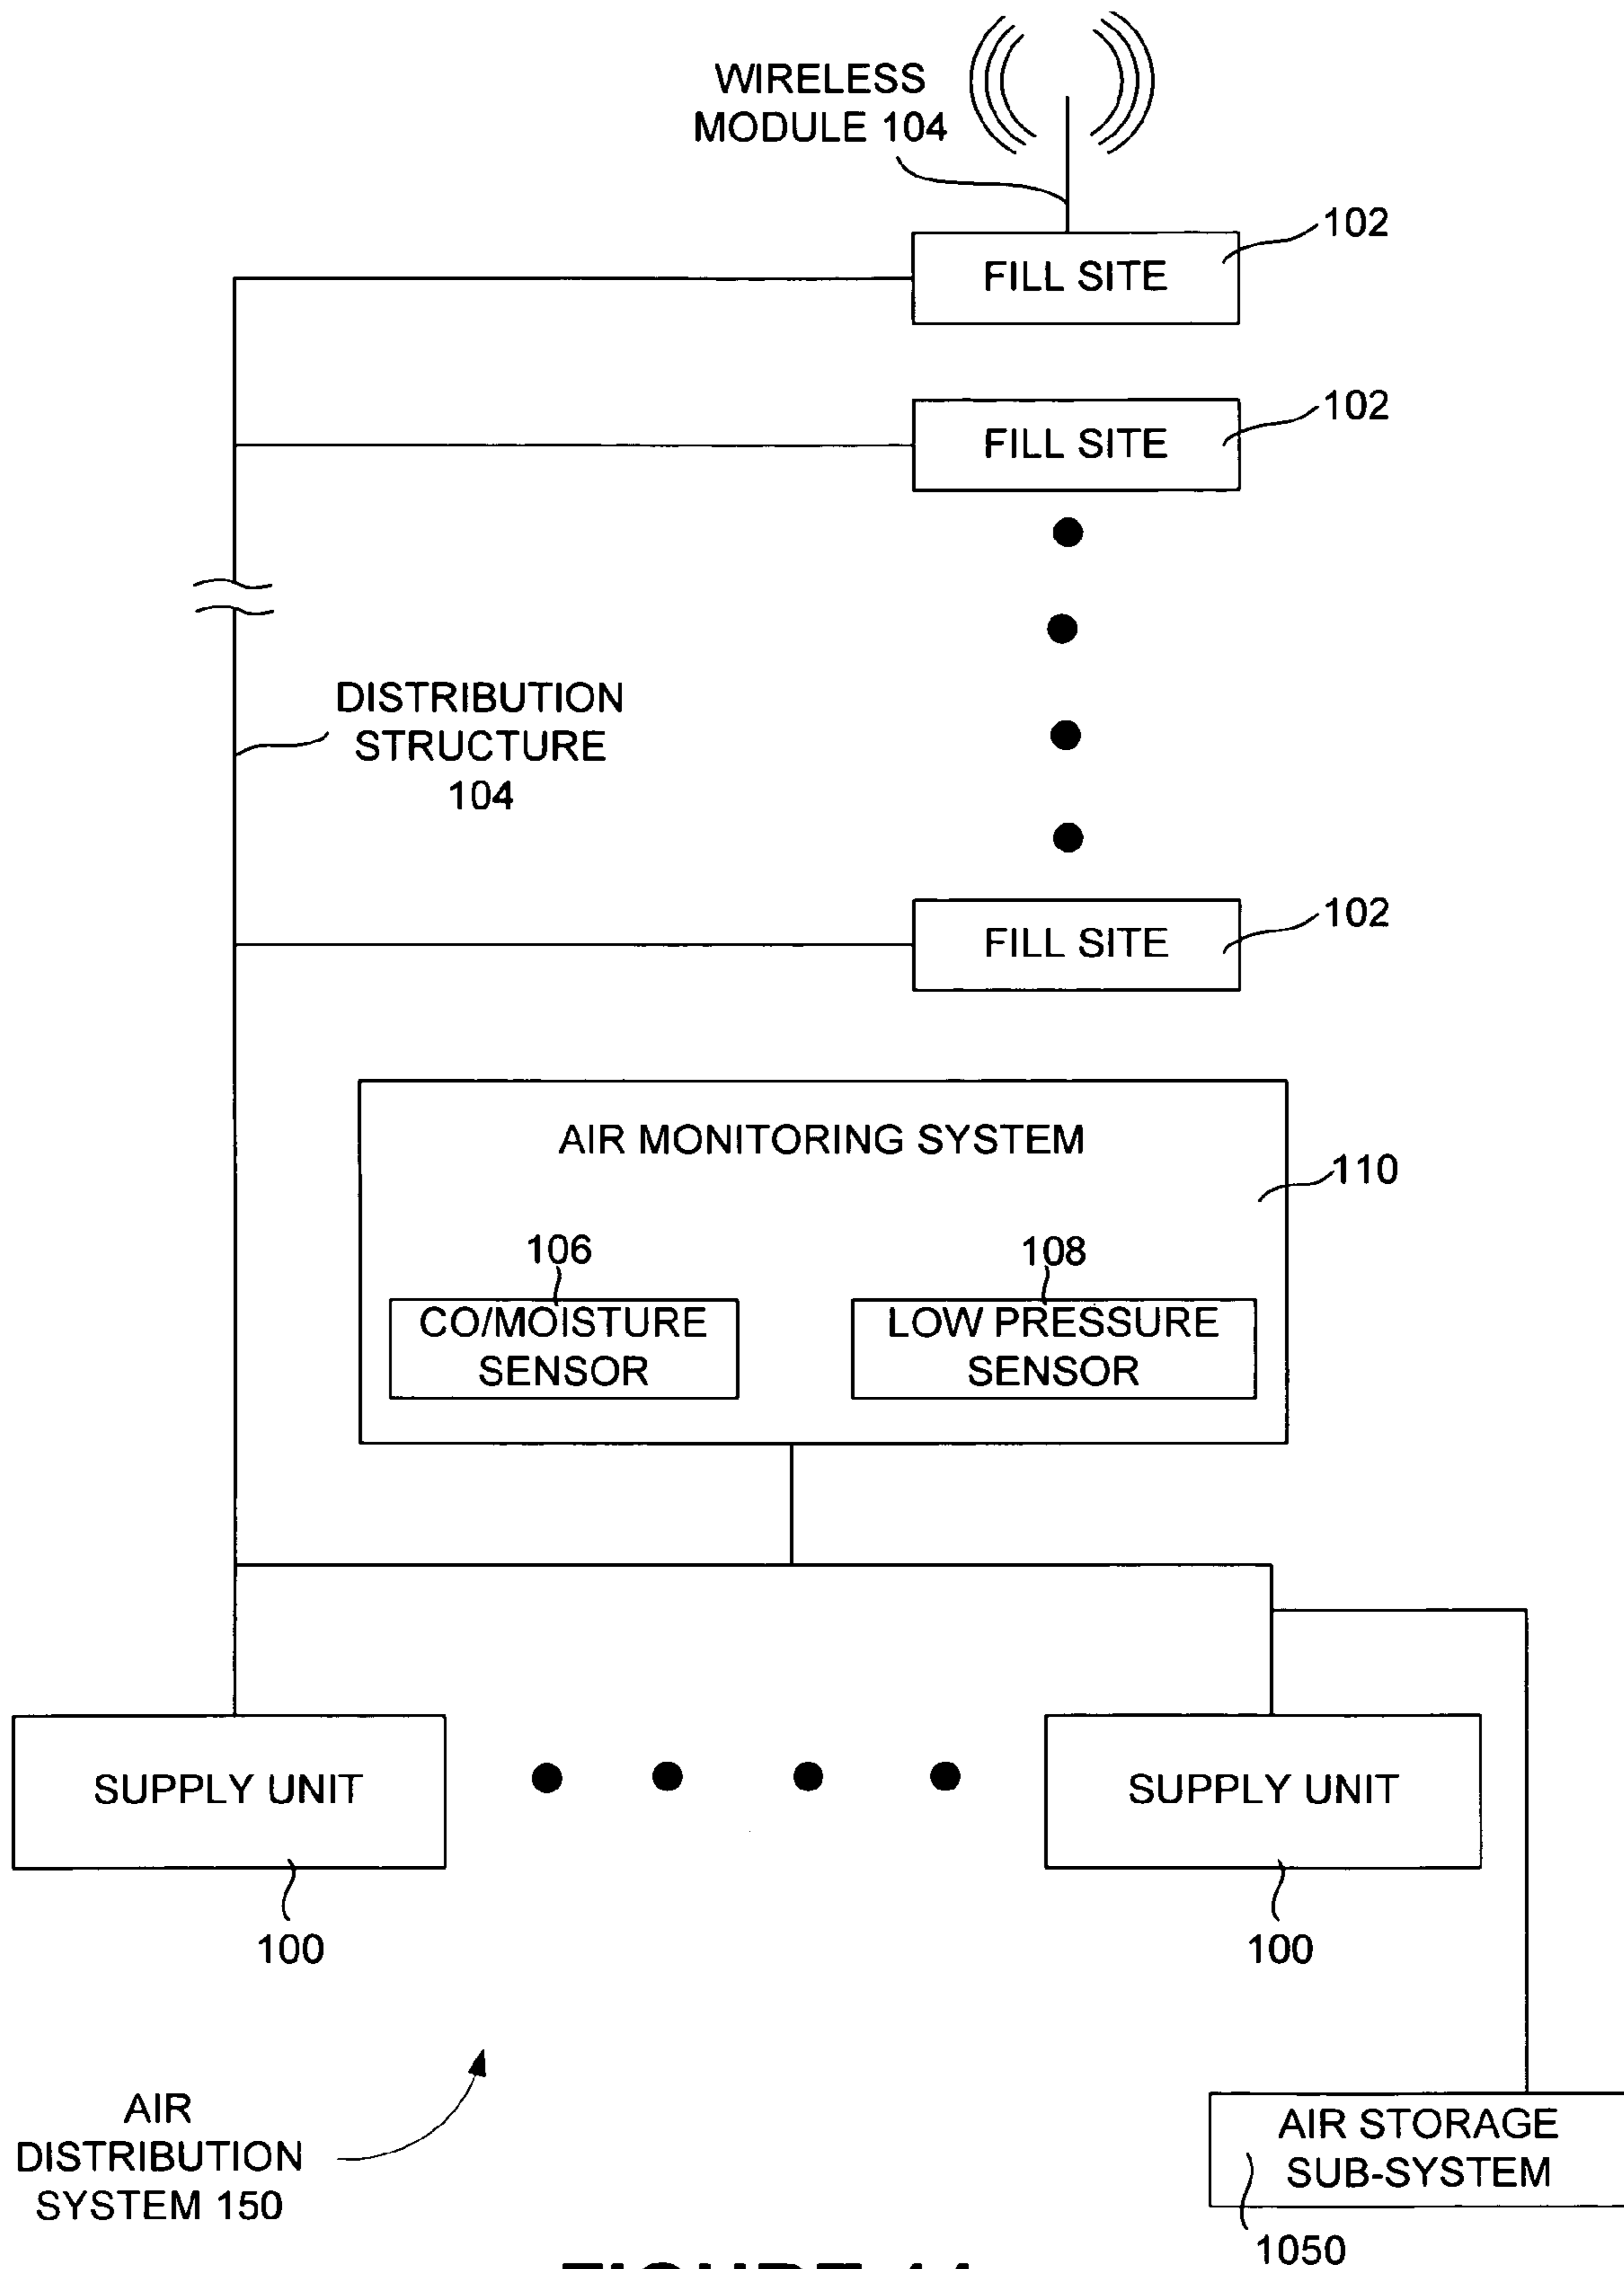 WIRELESS
MODULE 104
102
FILL SITE
102
FILL SITE
DISTRIBUTION
STRUCTURE
104
102
FILL SITE
AIR MONITORING SYSTEM
110
106
108
CO/MOISTURE
SENSOR
LOW PRESSURE
SENSOR
SUPPLY UNIT
SUPPLY UNIT
100
100
AIR
DISTRIBUTION
SYSTEM 150
AIR STORAGE
SUB-SYSTEM
1050
FIGURE